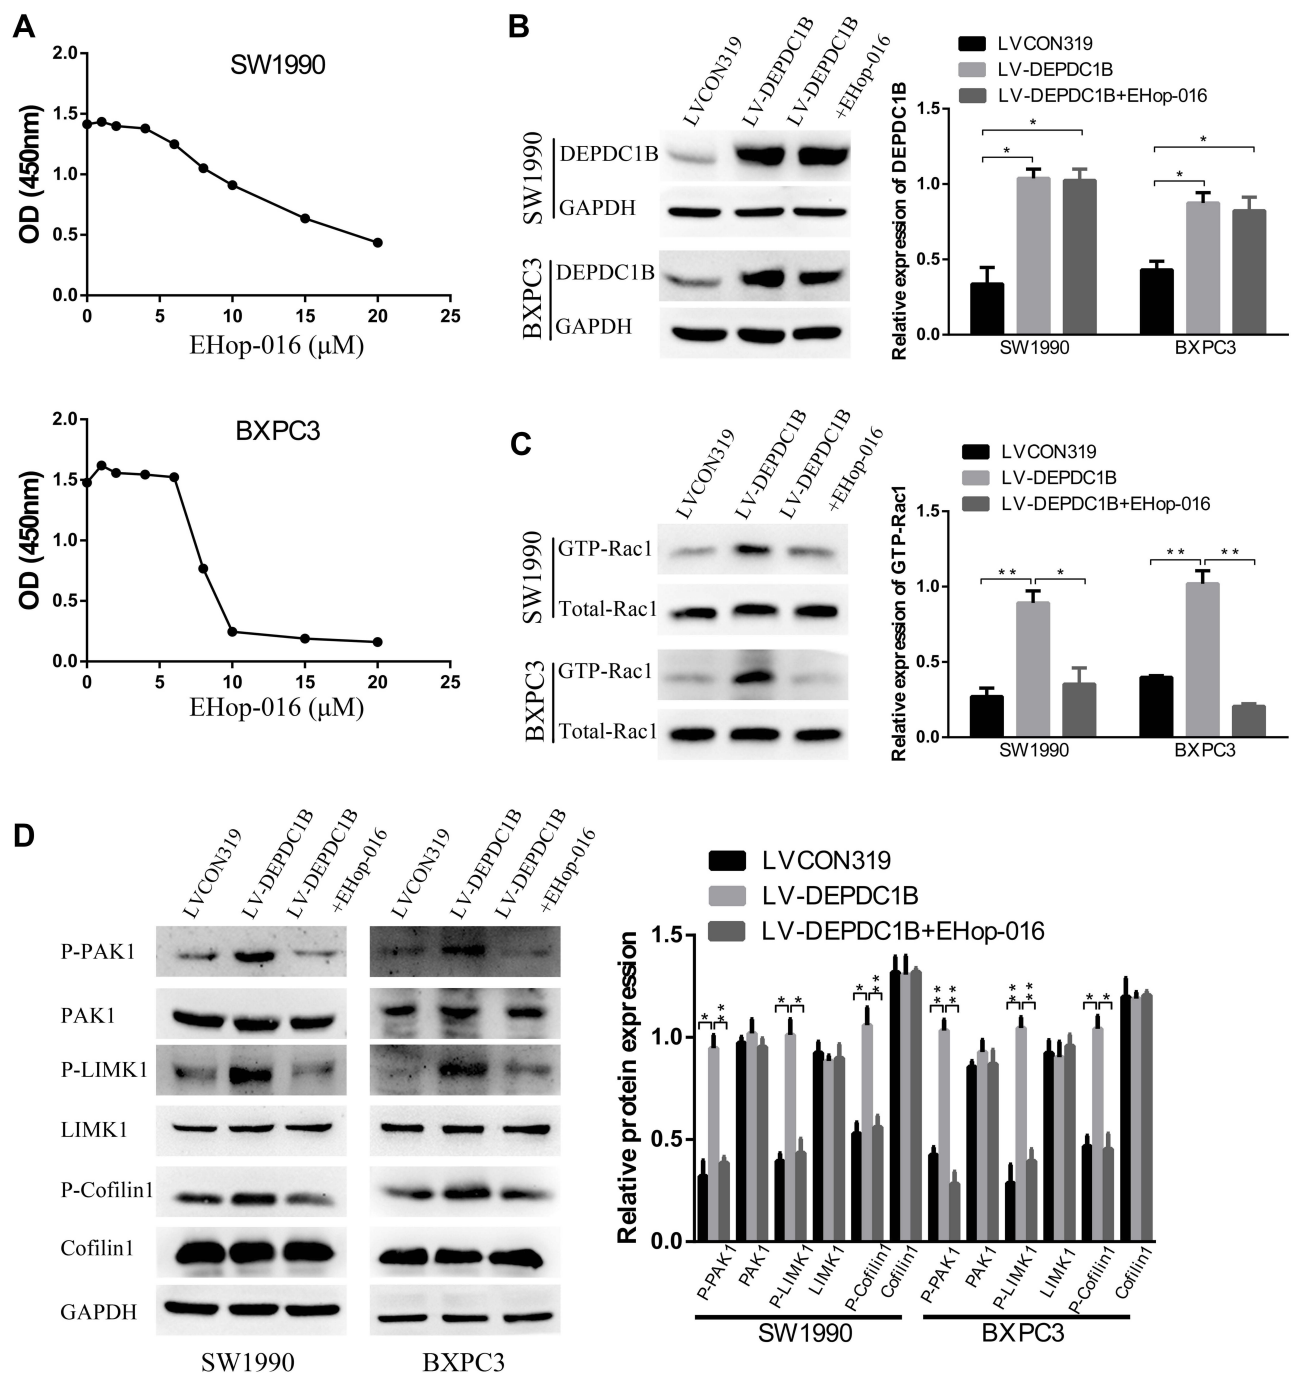 A
SW1990
OD (450nm)
2.0
1.5
1.0
0.5
0.0
0 5 10 15 20 25
EHop-016 (μM)
BXPC3
OD (450nm)
2.0
1.5
1.0
0.5
0.0
0 5 10 15 20 25
EHop-016 (μM)
B
LVCON319
LV-DEPDC1B
LV-DEPDC1B
+EHop-016
SW1990
DEPDC1B
GAPDH
BXPC3
DEPDC1B
GAPDH
LVCON319
LV-DEPDC1B
LV-DEPDC1B+EHop-016
Relative expression of DEPDC1B
1.5
1.0
0.5
0.0
* *
* *
SW1990 BXPC3
C
LVCON319
LV-DEPDC1B
LV-DEPDC1B
+EHop-016
SW1990
GTP-Rac1
Total-Rac1
BXPC3
GTP-Rac1
Total-Rac1
LVCON319
LV-DEPDC1B
LV-DEPDC1B+EHop-016
Relative expression of GTP-Rac1
1.5
1.0
0.5
0.0
** * ** **
SW1990 BXPC3
D
LVCON319
LV-DEPDC1B
LV-DEPDC1B
+EHop-016
LVCON319
LV-DEPDC1B
LV-DEPDC1B
+EHop-016
P-PAK1
PAK1
P-LIMK1
LIMK1
P-Cofilin1
Cofilin1
GAPDH
SW1990 BXPC3
LVCON319
LV-DEPDC1B
LV-DEPDC1B+EHop-016
Relative protein expression
1.5
1.0
0.5
0.0
* ** * * * ** ** ** ** ** * *
P-PAK1 PAK1 P-LIMK1 LIMK1 P-Cofilin1 Cofilin1 P-PAK1 PAK1 P-LIMK1 LIMK1 P-Cofilin1 Cofilin1
SW1990 BXPC3